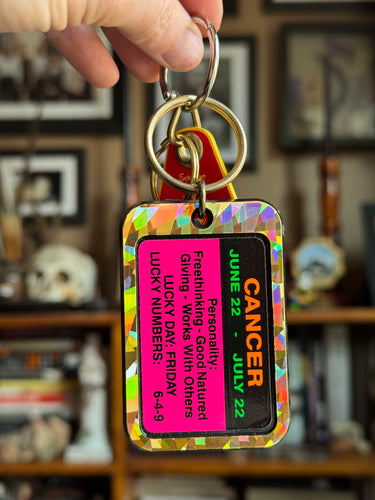 CANCER
JUNE 22 - JULY 22
Personality:
Freethinking - Good Natured
Giving - Works With Others
LUCKY DAY: FRIDAY
LUCKY NUMBERS: 6-4-9